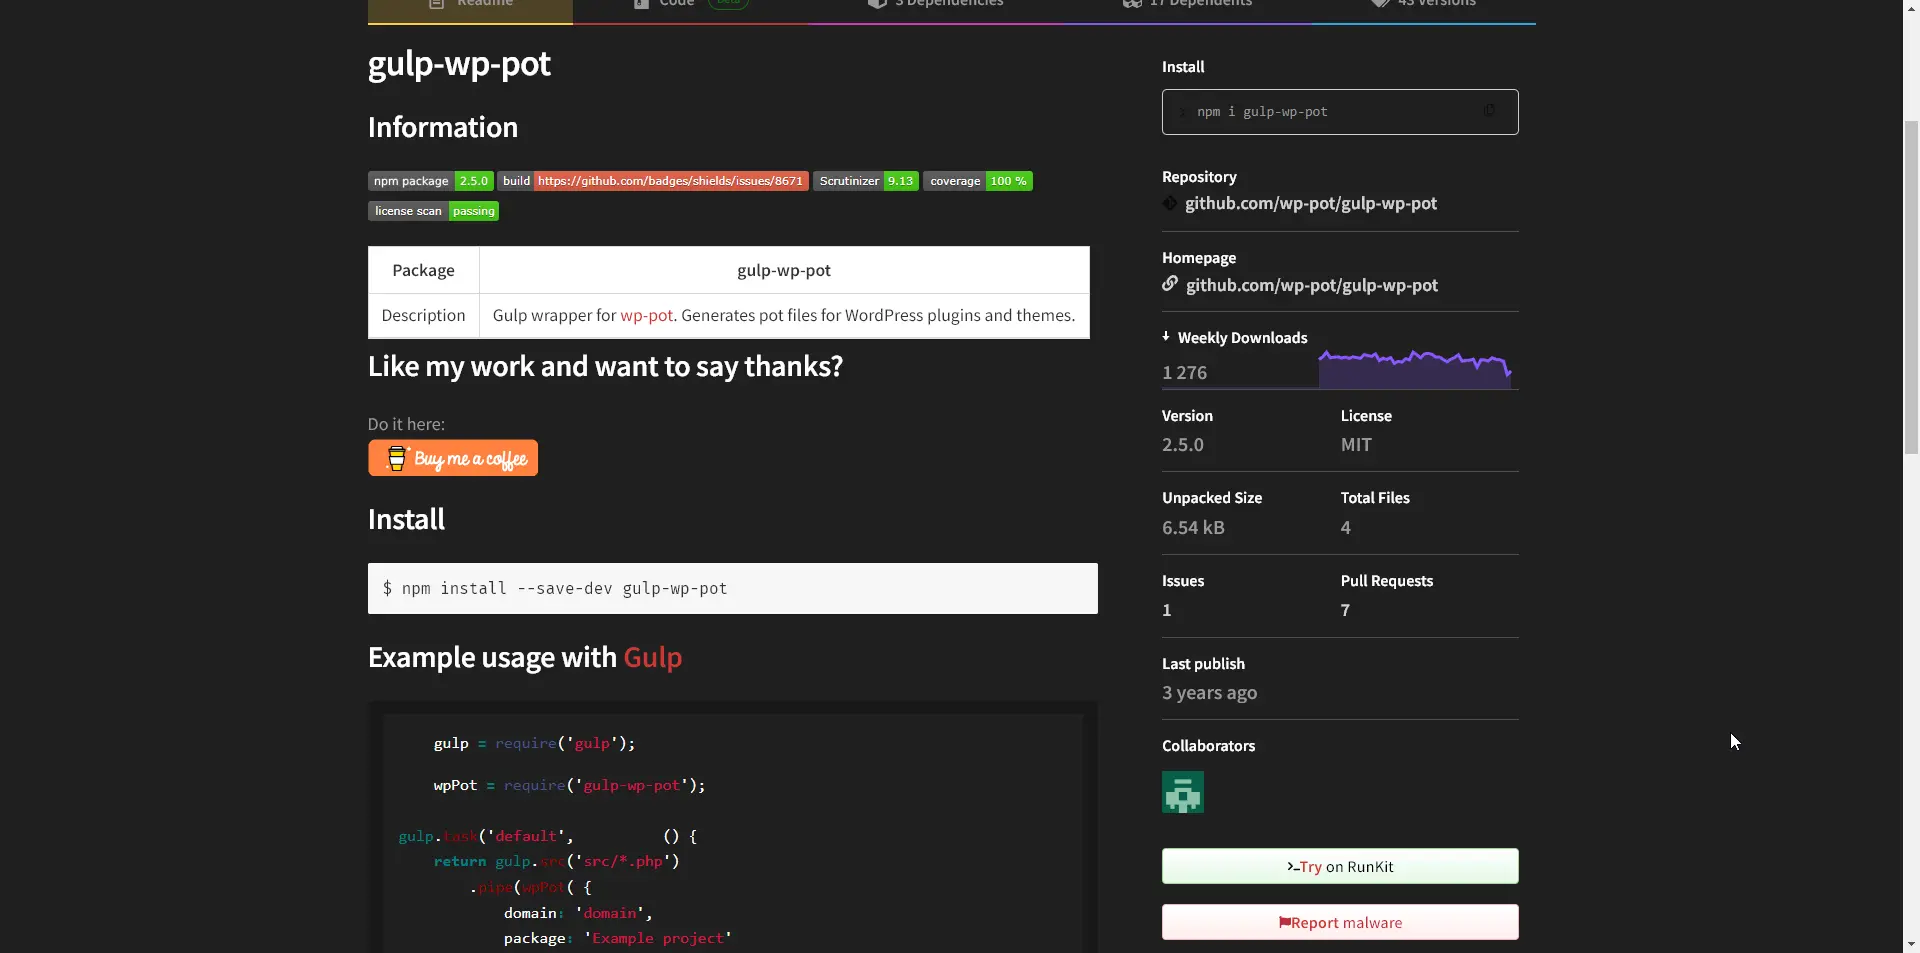 Readme
Code
beta
3 Dependencies
17 Dependents
43 Versions
gulp-wp-pot
Information
npm package 2.5.0 build https://github.com/badges/shields/issues/8671 Scrutinizer 9.13 coverage 100 %
license scan passing
Package gulp-wp-pot
Description Gulp wrapper for wp-pot. Generates pot files for WordPress plugins and themes.
Like my work and want to say thanks?
Do it here:
Buy me a coffee
Install
$ npm install --save-dev gulp-wp-pot
Example usage with Gulp
gulp = require('gulp');
wpPot = require('gulp-wp-pot');
gulp.task('default', () {
return gulp.src('src/*.php')
.pipe(wpPot( {
domain: 'domain',
package: 'Example project'
Install
npm i gulp-wp-pot
Repository
github.com/wp-pot/gulp-wp-pot
Homepage
github.com/wp-pot/gulp-wp-pot
Weekly Downloads
1 276
Version License
2.5.0 MIT
Unpacked Size Total Files
6.54 kB 4
Issues Pull Requests
1 7
Last publish
3 years ago
Collaborators
>_Try on RunKit
Report malware